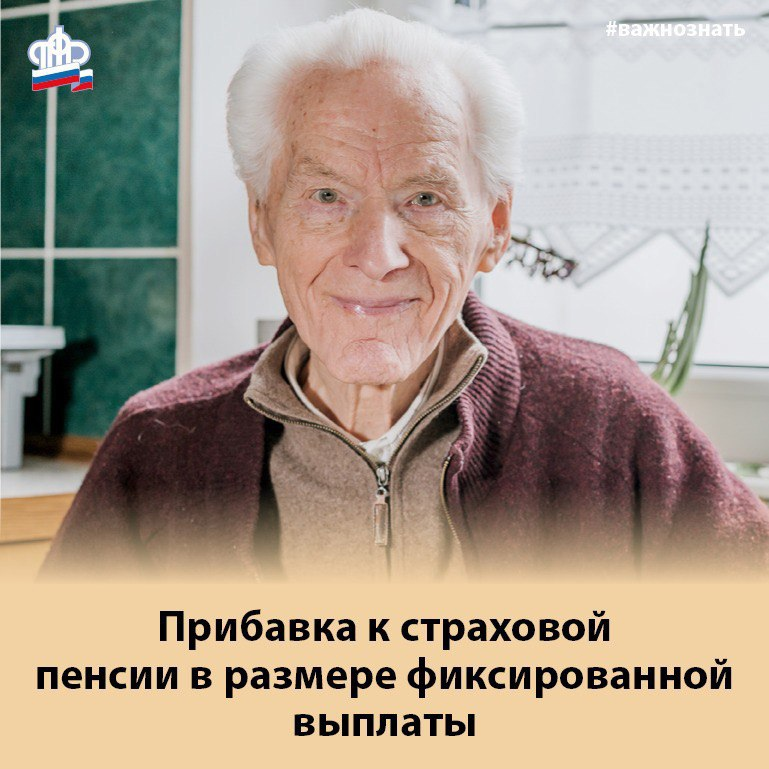 #важнознать
Прибавка к страховой
пенсии в размере фиксированной
выплаты